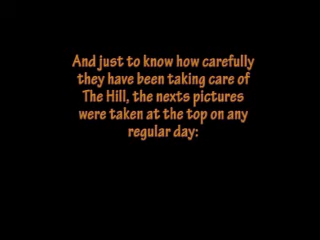 And just to know how carefully
they have been taking care of
The Hill, the nexts pictures
were taken at the top on any
regular day: